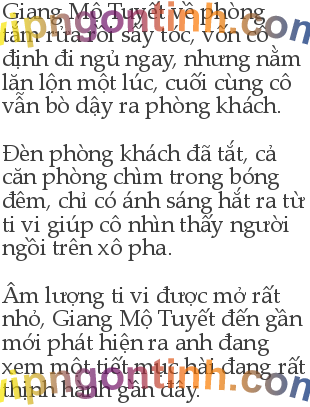 Giang Mộ Tuyết về phòng
tắm rửa rồi sấy tóc, vốn cô
định đi ngủ ngay, nhưng nằm
lăn lộn một lúc, cuối cùng cô
vẫn bò dậy ra phòng khách.
Đèn phòng khách đã tắt, cả
căn phòng chìm trong bóng
đêm, chỉ có ánh sáng hắt ra từ
ti vi giúp cô nhìn thấy người
ngồi trên xô pha.
Âm lượng ti vi được mở rất
nhỏ, Giang Mộ Tuyết đến gần
mới phát hiện ra anh đang
xem một tiết mục hài đang rất
thịnh hành gần đây.
vipngontinh.com
vipngontinh.com